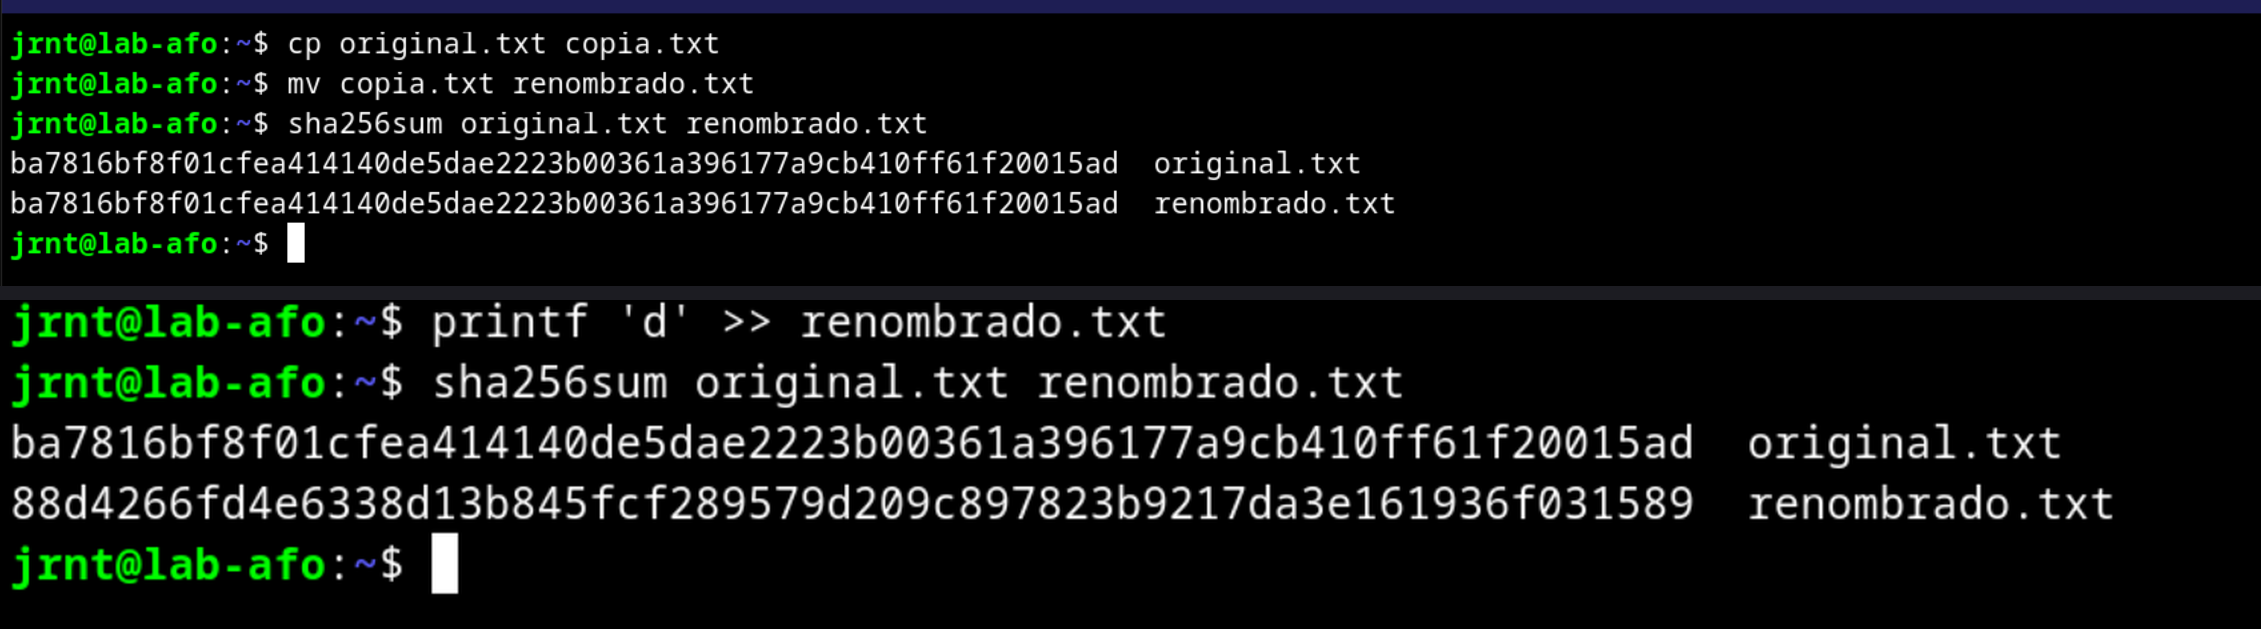 jrnt@lab-afo:~$ cp original.txt copia.txt
jrnt@lab-afo:~$ mv copia.txt renombrado.txt
jrnt@lab-afo:~$ sha256sum original.txt renombrado.txt
ba7816bf8f01cfea414140de5dae2223b00361a396177a9cb410ff61f20015ad  original.txt
ba7816bf8f01cfea414140de5dae2223b00361a396177a9cb410ff61f20015ad  renombrado.txt
jrnt@lab-afo:~$
jrnt@lab-afo:~$ printf 'd' >> renombrado.txt
jrnt@lab-afo:~$ sha256sum original.txt renombrado.txt
ba7816bf8f01cfea414140de5dae2223b00361a396177a9cb410ff61f20015ad  original.txt
88d4266fd4e6338d13b845fcf289579d209c897823b9217da3e161936f031589  renombrado.txt
jrnt@lab-afo:~$